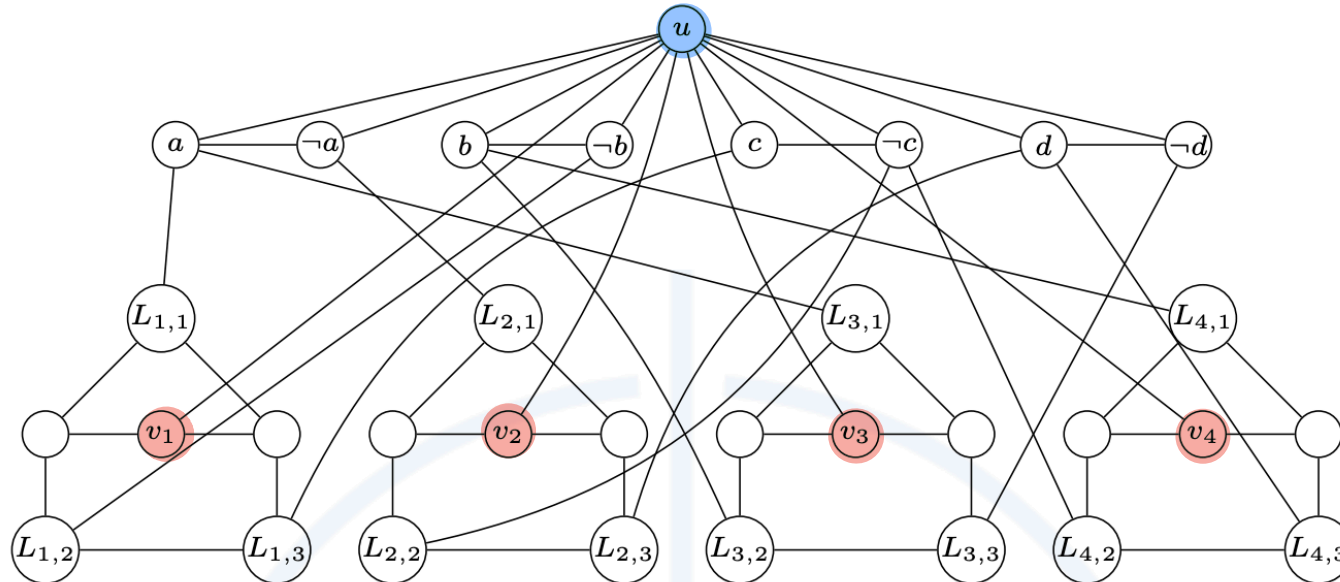 u
a ¬a b ¬b c ¬c d ¬d
L1,1 L2,1 L3,1 L4,1
v1 v2 v3 v4
L1,2 L1,3 L2,2 L2,3 L3,2 L3,3 L4,2 L4,3